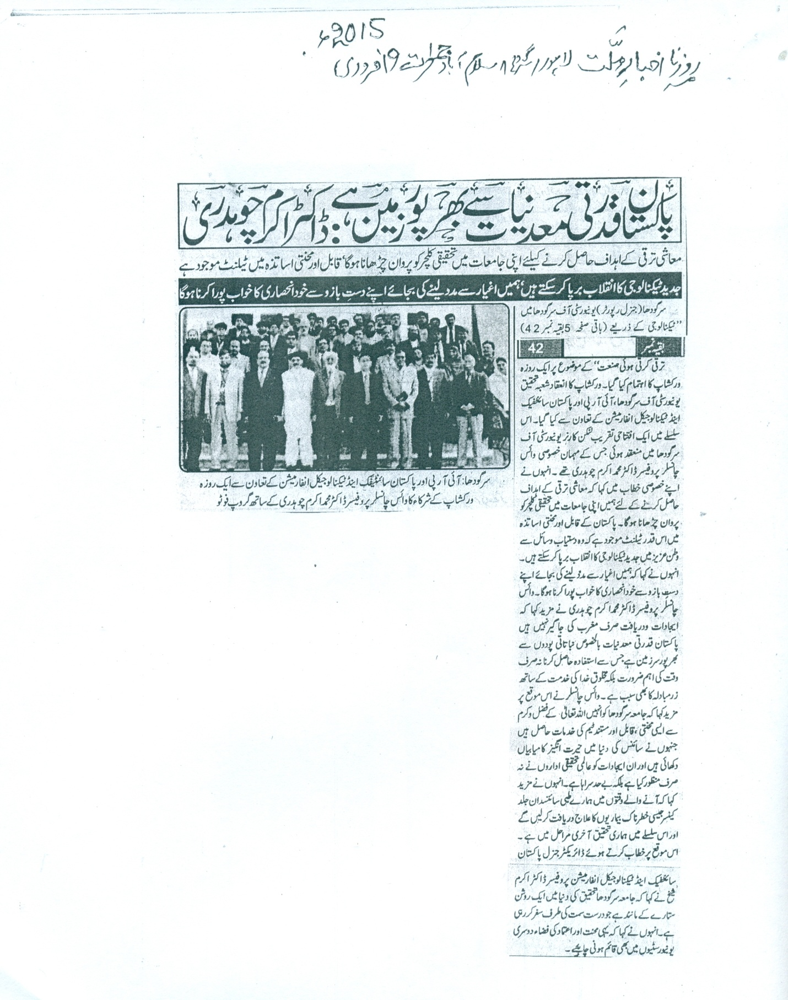 2015ء
روزنامہ اخبارِ ملّت لاہور/سرگودھا/اسلام آباد جمعرات 19 فروری
پاکستان قدرتی معدنیات سے بھرپور زمین ہے: ڈاکٹر اکرم چوہدری
معاشی ترقی کے اہداف حاصل کرنے کیلئے اپنی جامعات میں تحقیقی کلچر کو پروان چڑھانا ہوگا‘ قابل اور محنتی اساتذہ میں ٹیلنٹ موجود ہے
جدید ٹیکنالوجی کا انقلاب برپا کر سکتے ہیں‘ ہمیں اغیار سے مدد لینے کی بجائے اپنے دستِ بازو سے خود انحصاری کا خواب پورا کرنا ہوگا
سرگودھا (جنرل رپورٹر) یونیورسٹی آف سرگودھا میں
”ٹیکنالوجی کے ذریعے (باقی صفحہ 5 بقیہ نمبر 42)
بقیہ نمبر 42
ترقی کرتی ہوئی صنعت“ کے موضوع پر ایک روزہ
ورکشاپ کا اہتمام کیا گیا۔ ورکشاپ کا انعقاد شعبہ تحقیق
یونیورسٹی آف سرگودھا، آئی آر پی اور پاکستان سائنٹیفیک
اینڈ ٹیکنالوجیکل انفارمیشن کے تعاون سے کیا گیا۔ اس
سلسلے میں ایک افتتاحی تقریب لنکن کارنر یونیورسٹی آف
سرگودھا میں منعقد ہوئی جس کے مہمان خصوصی وائس
چانسلر پروفیسر ڈاکٹر محمد اکرم چوہدری تھے۔ انہوں نے
اپنے خصوصی خطاب میں کہا کہ معاشی ترقی کے اہداف
حاصل کرنے کے لئے ہمیں اپنی جامعات میں تحقیقی کلچر کو
پروان چڑھانا ہوگا۔ پاکستان کے قابل اور محنتی اساتذہ
میں اس قدر ٹیلنٹ موجود ہے کہ وہ دستیاب وسائل سے
وطن عزیز میں جدید ٹیکنالوجی کا انقلاب برپا کر سکتے ہیں۔
انہوں نے کہا کہ ہمیں اغیار سے مدد لینے کی بجائے اپنے
دستِ بازو سے خود انحصاری کا خواب پورا کرنا ہوگا۔ وائس
چانسلر پروفیسر ڈاکٹر محمد اکرم چوہدری نے مزید کہا کہ
ایجادات ودریافت صرف مغرب کی جاگیر نہیں ہیں
پاکستان قدرتی معدنیات بالخصوص نباتاتی پودوں سے
بھرپور سرزمین ہے جس سے استفادہ حاصل کرنا نہ صرف
وقت کی اہم ضرورت بلکہ مخلوق خدا کی خدمت کے ساتھ
زرمبادلہ کا بھی سبب ہے۔ وائس چانسلر نے اس موقع پر
مزید کہا کہ جامعہ سرگودھا کو انہیں اللہ تعالیٰ کے فضل و کرم
سے ایسی محنتی، قابل اور مستند ٹیم کی خدمات حاصل ہیں
جنہوں نے سائنس کی دنیا میں حیرت انگیز کامیابیاں
دکھائی ہیں اور ان ایجادات کو عالمی تحقیقی اداروں نے نہ
صرف منظور کیا ہے بلکہ بے حد سراہا ہے۔ انہوں نے مزید
کہا کہ آنے والے وقتوں میں ہمارے طبی سائنسدان جلد
کینسر جیسی خطرناک بیماریوں کا علاج دریافت کر لیں گے
اور اس سلسلے میں ہماری تحقیق آخری مراحل میں ہے۔
اس موقع پر خطاب کرتے ہوئے ڈائریکٹر جنرل پاکستان
سائنٹیفیک اینڈ ٹیکنالوجیکل انفارمیشن پروفیسر ڈاکٹر اکرم
شیخ نے کہا کہ جامعہ سرگودھا تحقیق کی دنیا میں ایک روشن
ستارے کے مانند ہے جو درست سمت کی طرف سفر کر رہی
ہے۔ انہوں نے کہا کہ یہی محنت اور اعتماد کی فضاء دوسری
یونیورسٹیوں میں بھی قائم ہونی چاہیے۔
سرگودھا: آئی آر پی اور پاکستان سائنٹیفک اینڈ ٹیکنالوجیکل انفارمیشن کے تعاون سے ایک روزہ
ورکشاپ کے شرکاء کا وائس چانسلر پروفیسر ڈاکٹر محمد اکرم چوہدری کے ساتھ گروپ فوٹو